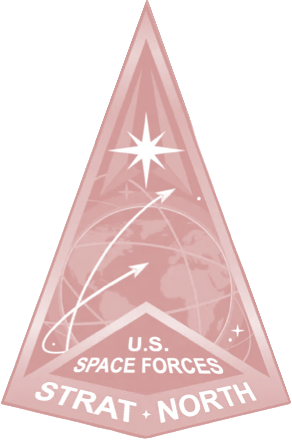 U.S.
SPACE FORCES
STRAT NORTH